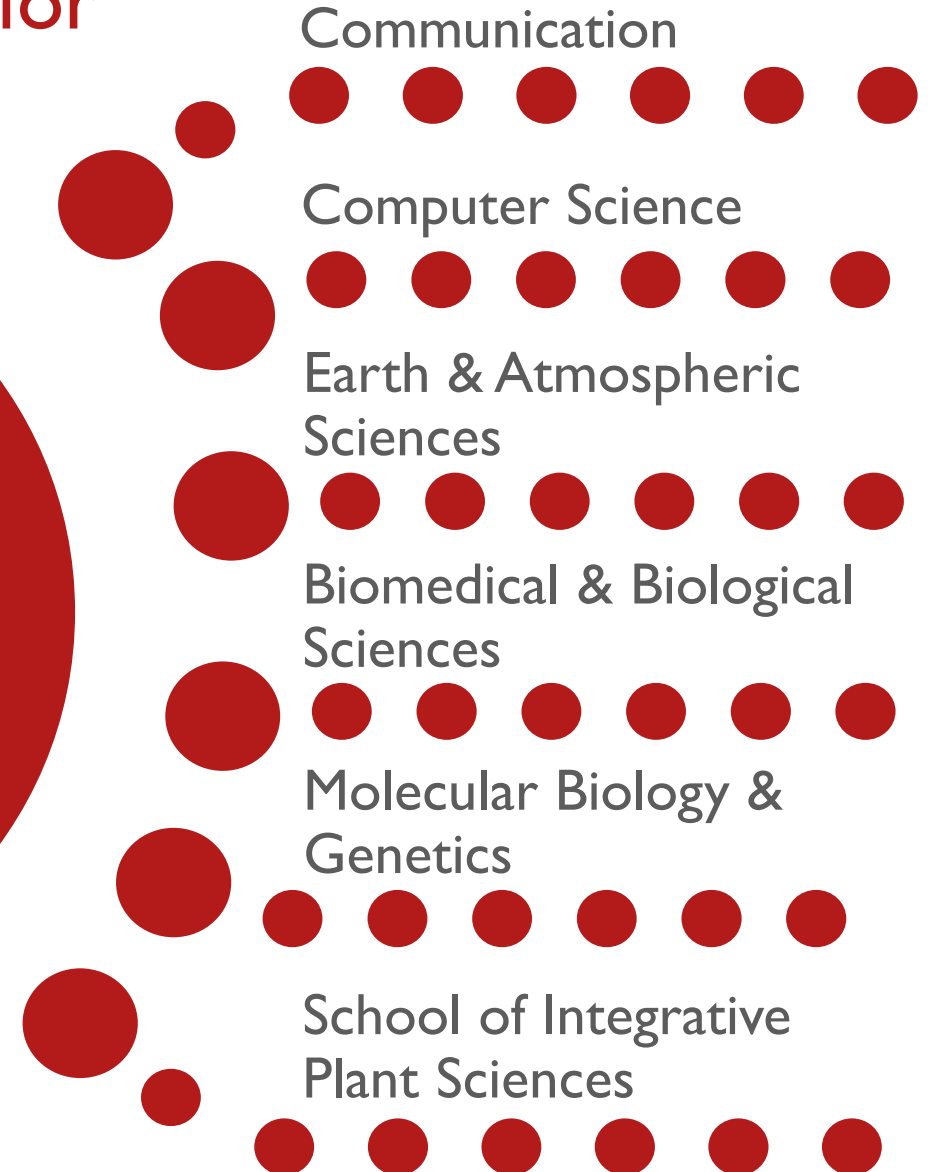 Communication
Computer Science
Earth & Atmospheric
Sciences
Biomedical & Biological
Sciences
Molecular Biology &
Genetics
School of Integrative
Plant Sciences